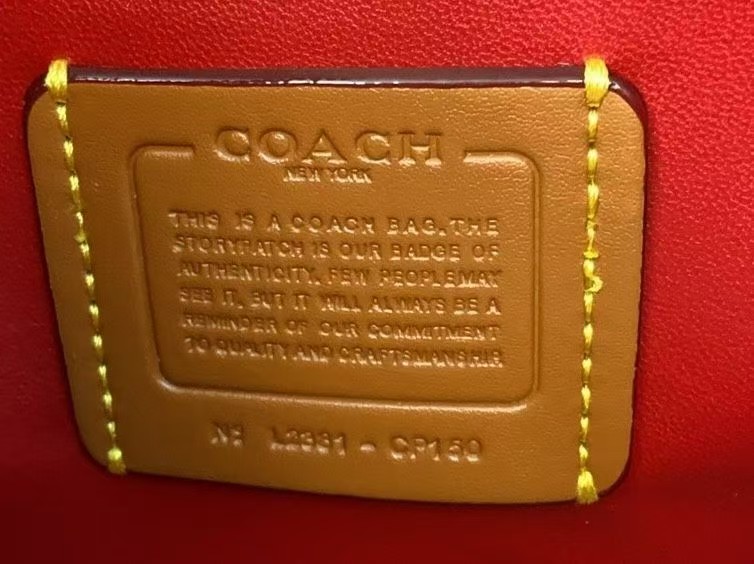 COACH
NEW YORK
THIS IS A COACH BAG. THE
STORYPATCH IS OUR BADGE OF
AUTHENTICITY. FEW PEOPLE MAY
SEE IT, BUT IT WILL ALWAYS BE A
REMINDER OF OUR COMMITMENT
TO QUALITY AND CRAFTSMANSHIP.
Nº L2331 - CP150